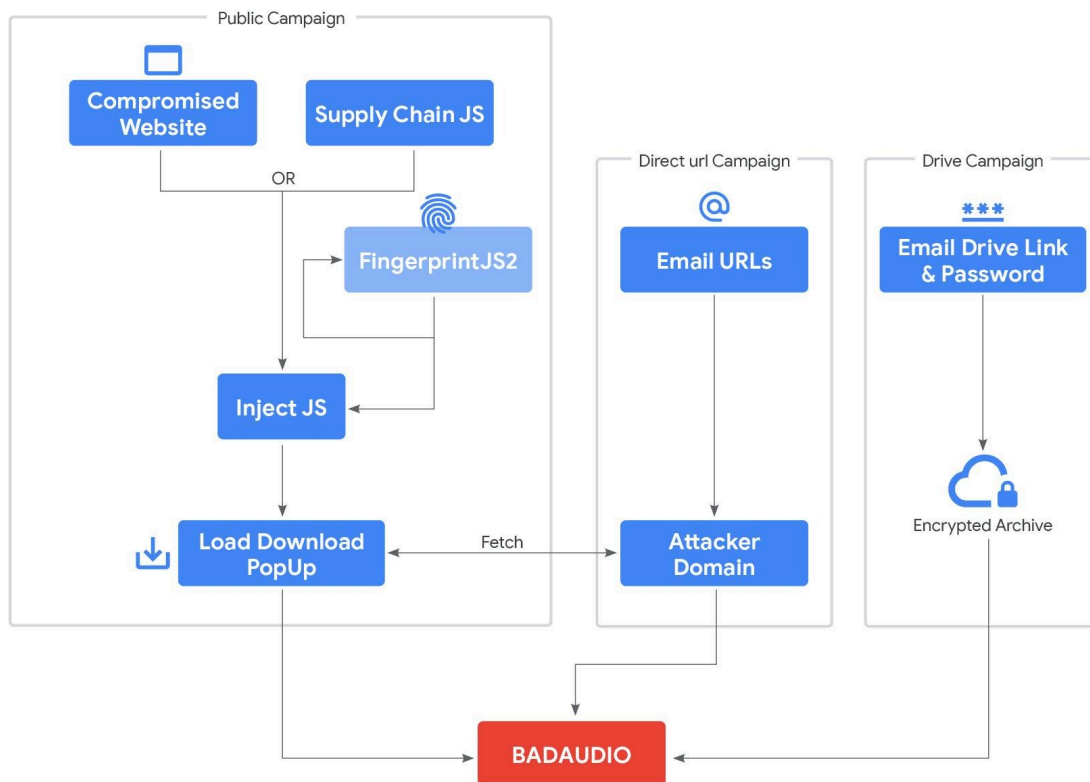 Public Campaign
Compromised
Website
Supply Chain JS
OR
FingerprintJS2
Inject JS
Load Download
PopUp
Fetch
Direct url Campaign
@
Email URLs
Attacker
Domain
Drive Campaign
***
Email Drive Link
& Password
Encrypted Archive
BADAUDIO